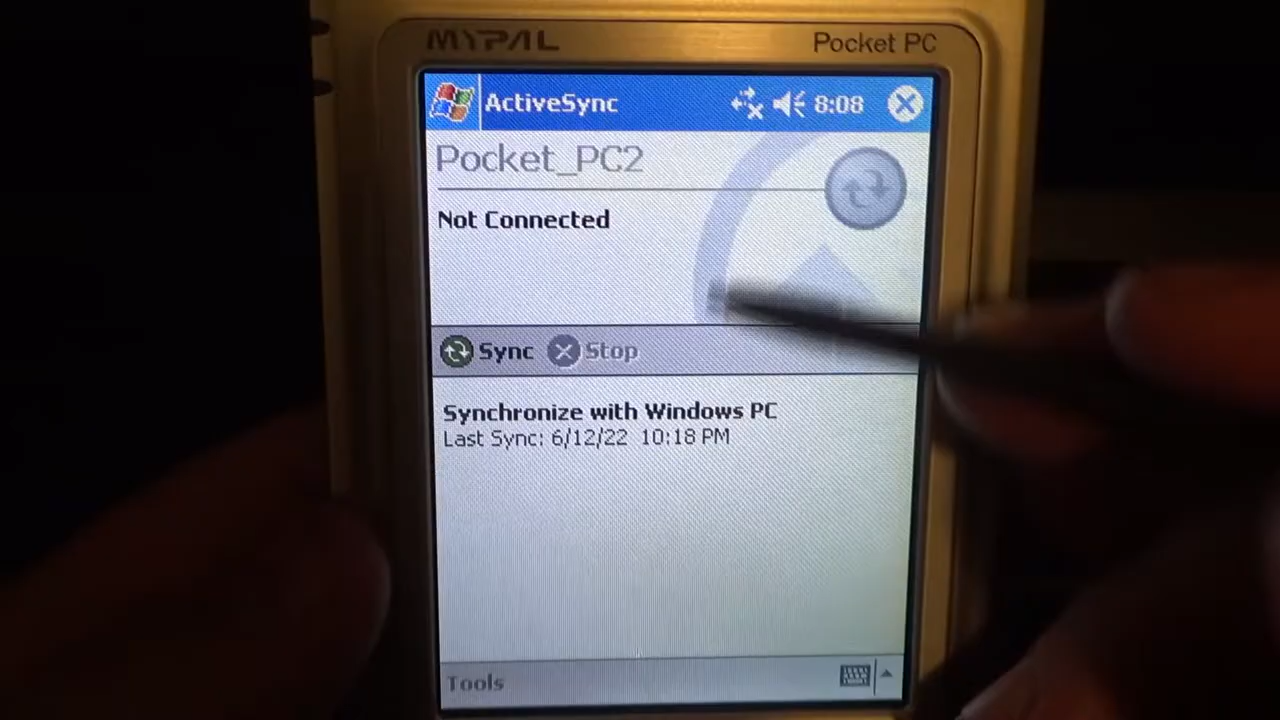 MYPAL Pocket PC
ActiveSync 8:08
Pocket_PC2
Not Connected
Sync Stop
Synchronize with Windows PC
Last Sync: 6/12/22 10:18 PM
Tools